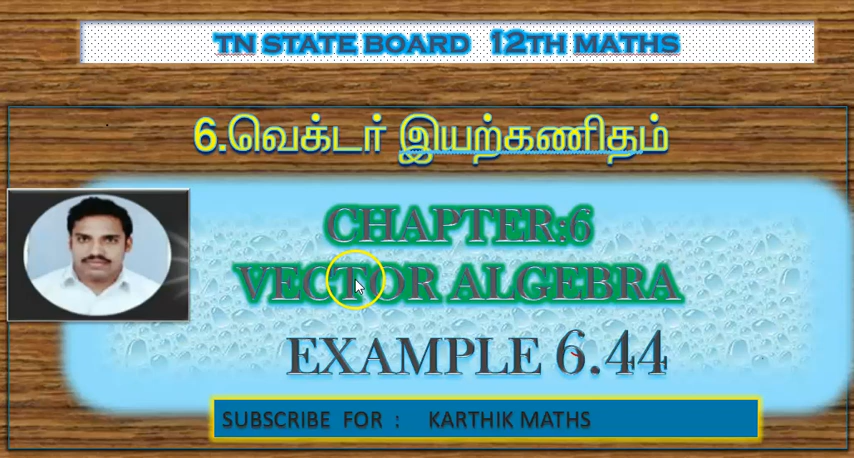 TN STATE BOARD 12TH MATHS
6.வெக்டர் இயற்கணிதம்
CHAPTER:6
VECTOR ALGEBRA
EXAMPLE 6.44
SUBSCRIBE FOR : KARTHIK MATHS